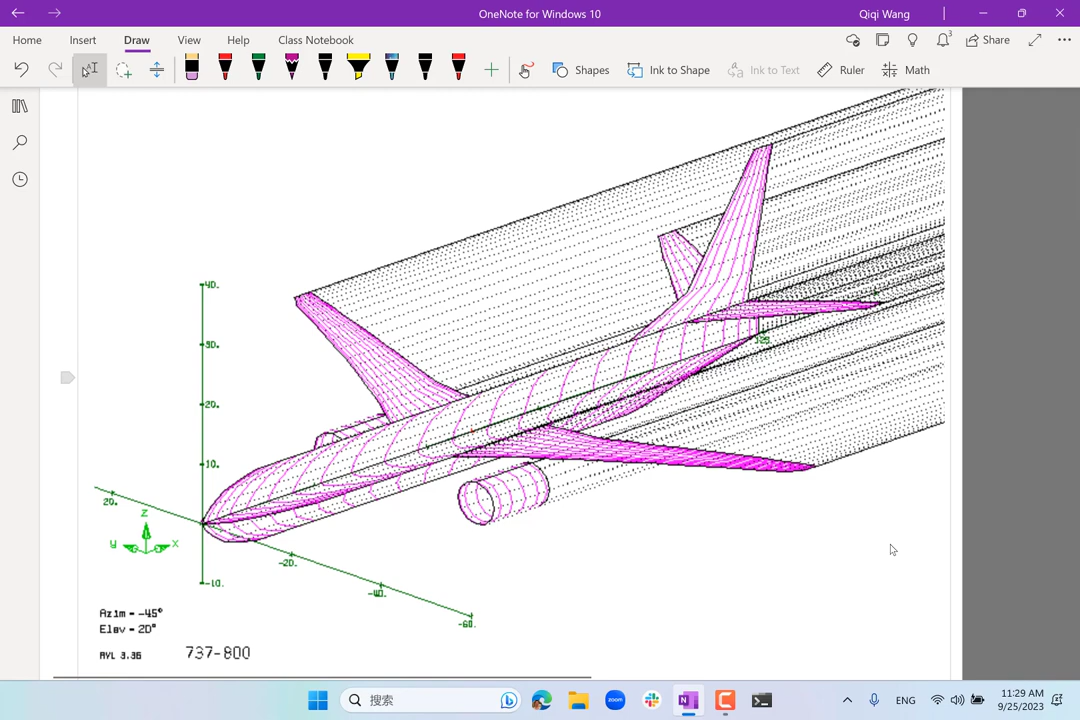 OneNote for Windows 10
Qiqi Wang
Home Insert Draw View Help Class Notebook
3
Share
Shapes
Ink to Shape
Ink to Text
Ruler
Math
40.
30.
20.
10.
-10.
20.
-20.
-40.
-60.
125
z
y
x
Azim = -45°
Elev = 20°
AVL 3.36
737-800
搜索
ENG
11:29 AM
9/25/2023